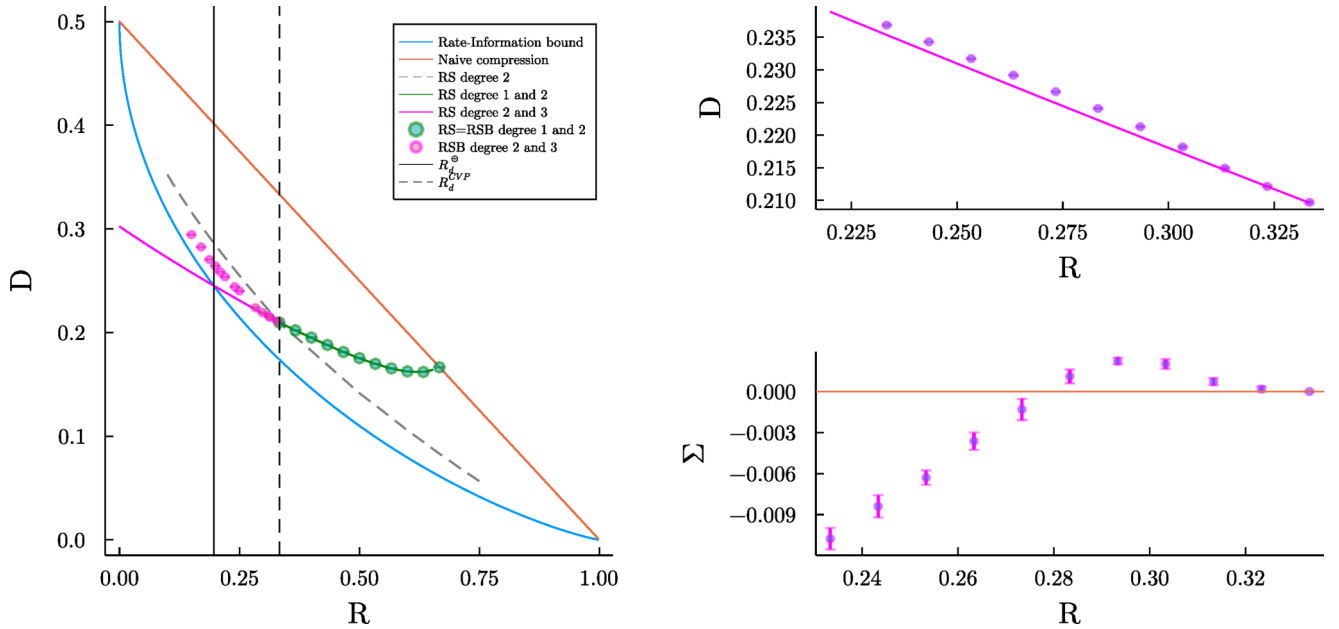 0.5
0.4
0.3
0.2
0.1
0.0
D
0.00 0.25 0.50 0.75 1.00
R
Rate-Information bound
Naive compression
RS degree 2
RS degree 1 and 2
RS degree 2 and 3
RS=RSB degree 1 and 2
RSB degree 2 and 3
R_d^⊕
R_d^{CVP}
0.235
0.230
0.225
0.220
0.215
0.210
D
0.225 0.250 0.275 0.300 0.325
R
0.000
−0.003
−0.006
−0.009
Σ
0.24 0.26 0.28 0.30 0.32
R